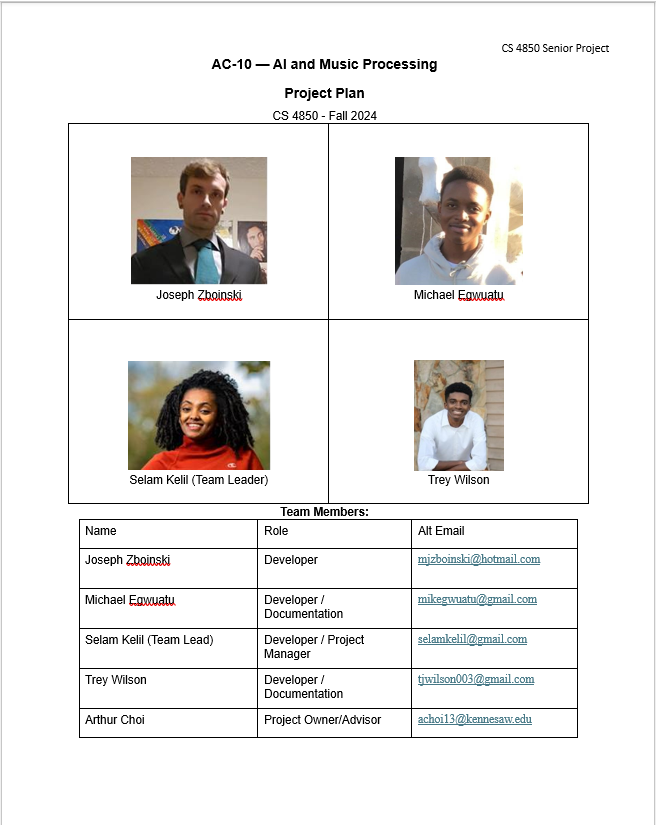 CS 4850 Senior Project
AC-10 — AI and Music Processing
Project Plan
CS 4850 - Fall 2024
Joseph Zboinski
Michael Egwuatu
Selam Kelil (Team Leader)
Trey Wilson
Team Members:
Name Role Alt Email
Joseph Zboinski Developer mjzboinski@hotmail.com
Michael Egwuatu Developer / mikegwuatu@gmail.com
Documentation
Selam Kelil (Team Lead) Developer / Project selamkelil@gmail.com
Manager
Trey Wilson Developer / tjwilson003@gmail.com
Documentation
Arthur Choi Project Owner/Advisor achoi13@kennesaw.edu